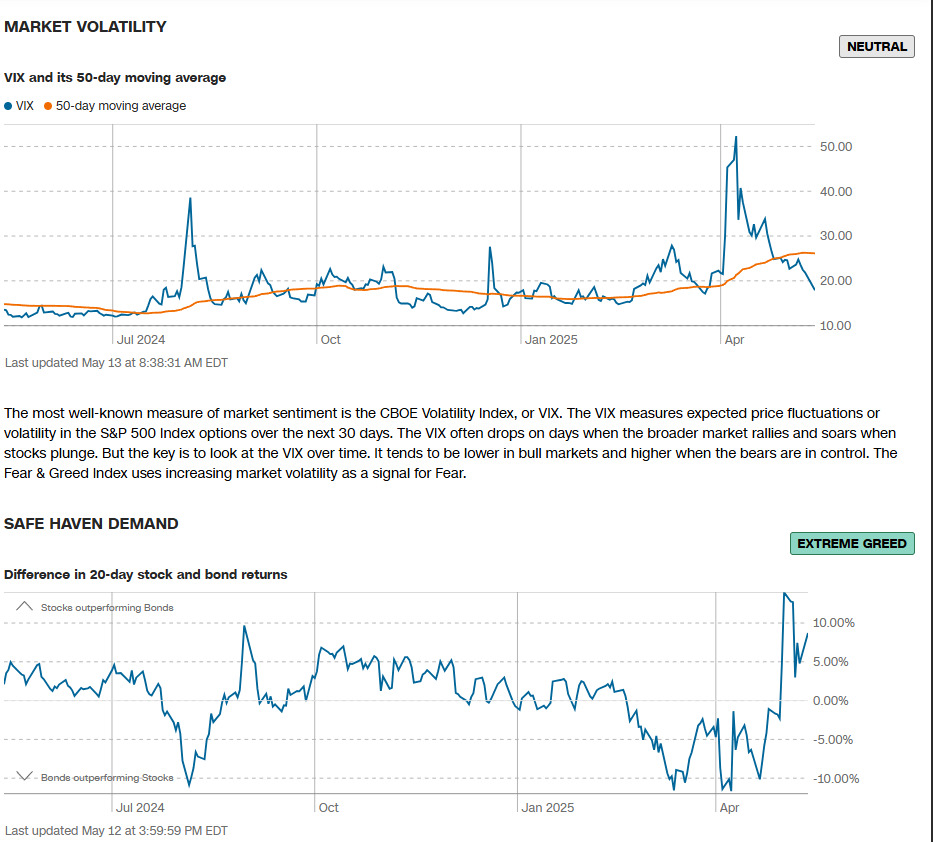 MARKET VOLATILITY
NEUTRAL
VIX and its 50-day moving average
VIX 50-day moving average
50.00
40.00
30.00
20.00
10.00
Jul 2024 Oct Jan 2025 Apr
Last updated May 13 at 8:38:31 AM EDT
The most well-known measure of market sentiment is the CBOE Volatility Index, or VIX. The VIX measures expected price fluctuations or
volatility in the S&P 500 Index options over the next 30 days. The VIX often drops on days when the broader market rallies and soars when
stocks plunge. But the key is to look at the VIX over time. It tends to be lower in bull markets and higher when the bears are in control. The
Fear & Greed Index uses increasing market volatility as a signal for Fear.
SAFE HAVEN DEMAND
EXTREME GREED
Difference in 20-day stock and bond returns
Stocks outperforming Bonds
10.00%
5.00%
0.00%
-5.00%
Bonds outperforming Stocks
-10.00%
Jul 2024 Oct Jan 2025 Apr
Last updated May 12 at 3:59:59 PM EDT